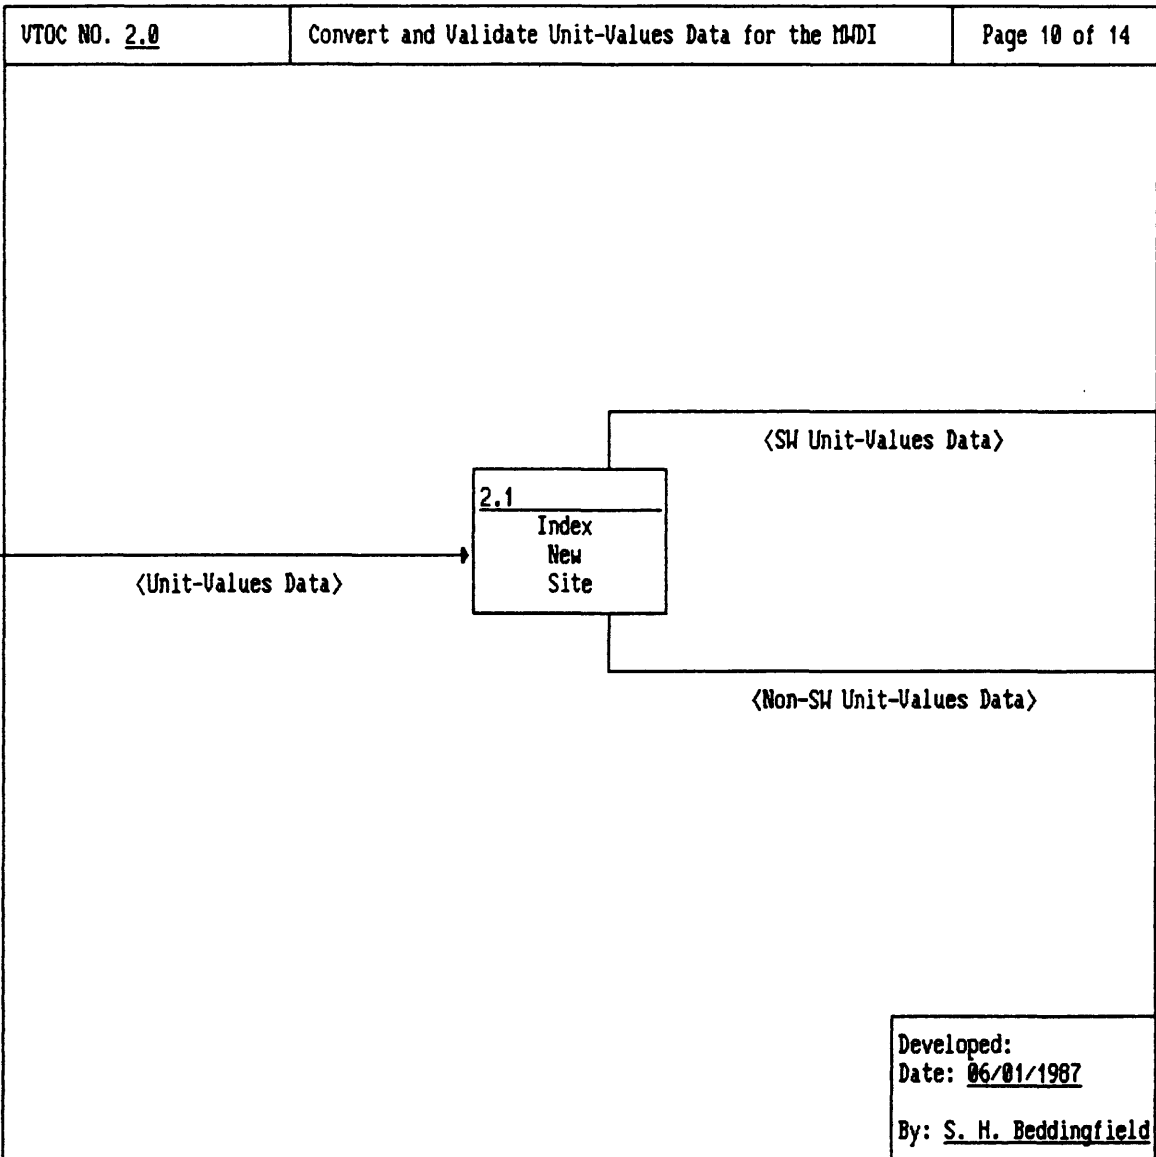 VTOC NO. 2.0
Convert and Validate Unit-Values Data for the MWDI
Page 10 of 14
<SW Unit-Values Data>
2.1
Index
New
Site
<Unit-Values Data>
<Non-SW Unit-Values Data>
Developed:
Date: 06/01/1987
By: S. H. Beddingfield